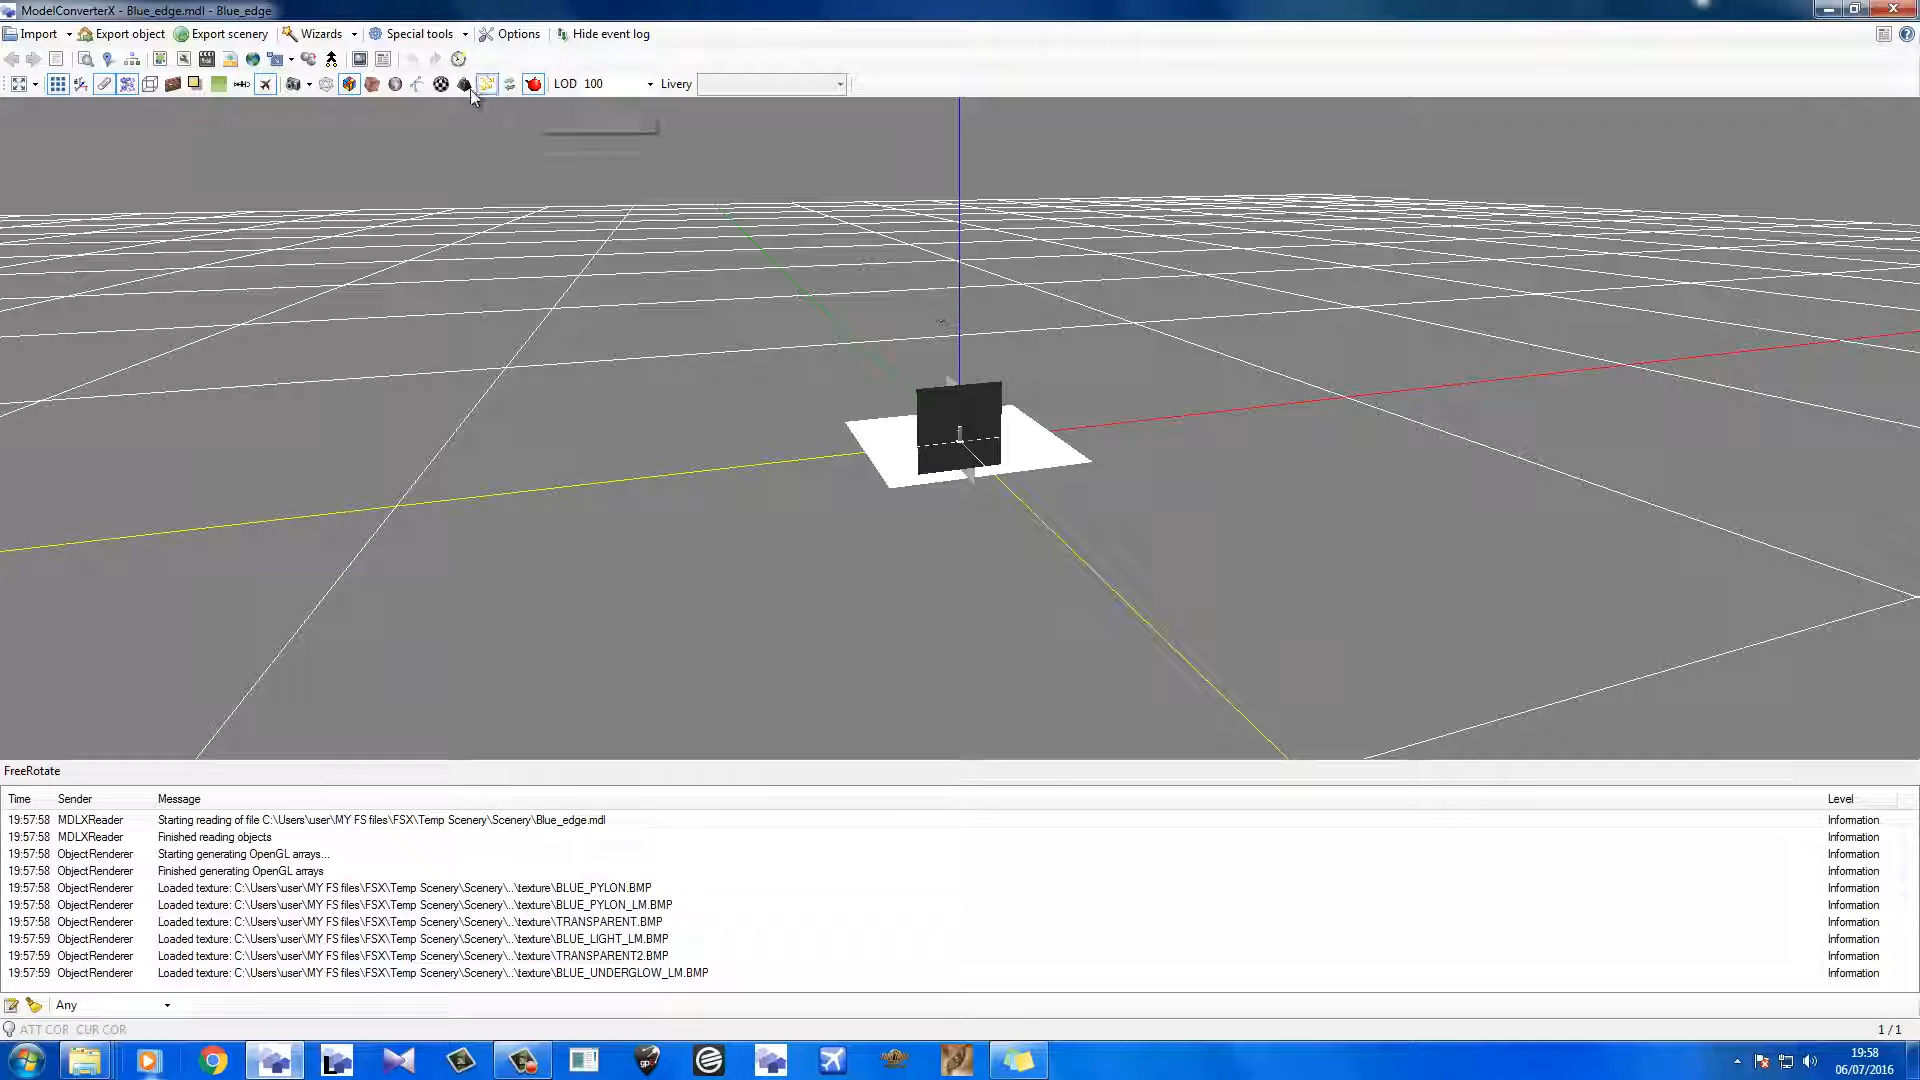 ModelConverterX - Blue_edge.mdl - Blue_edge
Import Export object Export scenery Wizards Special tools Options Hide event log
LOD 100 Livery
FreeRotate
Time Sender Message Level
19:57:58 MDLXReader Starting reading of file C:\Users\user\MY FS files\FSX\Temp Scenery\Scenery\Blue_edge.mdl Information
19:57:58 MDLXReader Finished reading objects Information
19:57:58 ObjectRenderer Starting generating OpenGL arrays... Information
19:57:58 ObjectRenderer Finished generating OpenGL arrays Information
19:57:58 ObjectRenderer Loaded texture: C:\Users\user\MY FS files\FSX\Temp Scenery\Scenery\..\texture\BLUE_PYLON.BMP Information
19:57:58 ObjectRenderer Loaded texture: C:\Users\user\MY FS files\FSX\Temp Scenery\Scenery\..\texture\BLUE_PYLON_LM.BMP Information
19:57:58 ObjectRenderer Loaded texture: C:\Users\user\MY FS files\FSX\Temp Scenery\Scenery\..\texture\TRANSPARENT.BMP Information
19:57:59 ObjectRenderer Loaded texture: C:\Users\user\MY FS files\FSX\Temp Scenery\Scenery\..\texture\BLUE_LIGHT_LM.BMP Information
19:57:59 ObjectRenderer Loaded texture: C:\Users\user\MY FS files\FSX\Temp Scenery\Scenery\..\texture\TRANSPARENT2.BMP Information
19:57:59 ObjectRenderer Loaded texture: C:\Users\user\MY FS files\FSX\Temp Scenery\Scenery\..\texture\BLUE_UNDERGLOW_LM.BMP Information
Any
ATT COR CUR COR 1 / 1
19:58
06/07/2016